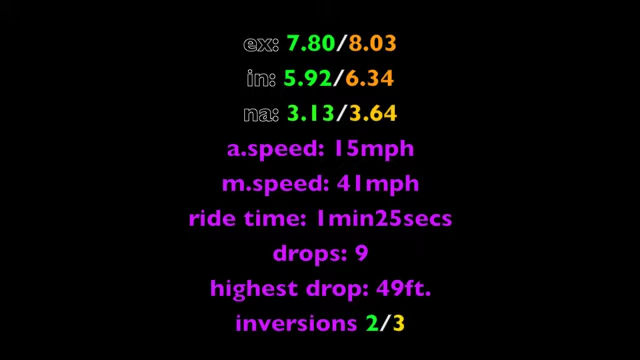 ex: 7.80/8.03
in: 5.92/6.34
na: 3.13/3.64
a.speed: 15mph
m.speed: 41mph
ride time: 1min25secs
drops: 9
highest drop: 49ft.
inversions 2/3